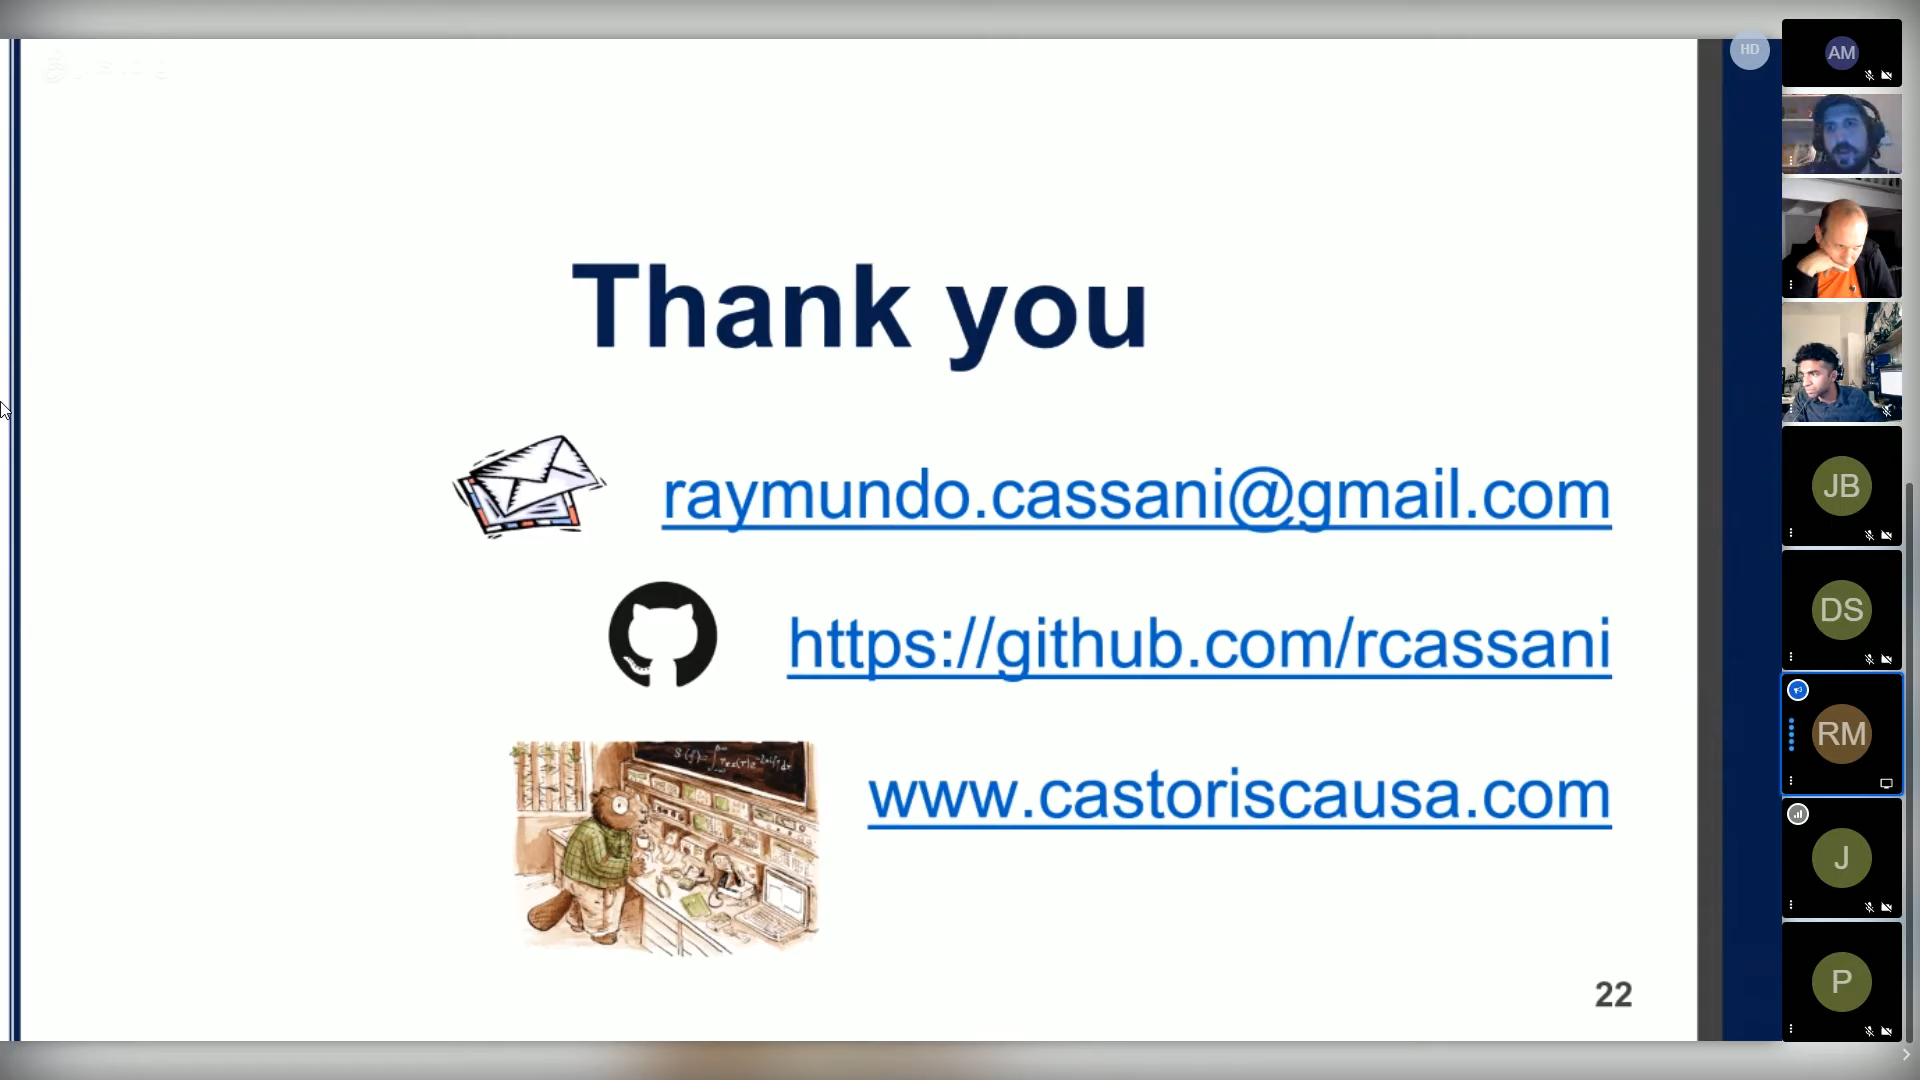 HD
AM
Thank you
raymundo.cassani@gmail.com
https://github.com/rcassani
www.castoriscausa.com
22
JB
DS
RM
J
P